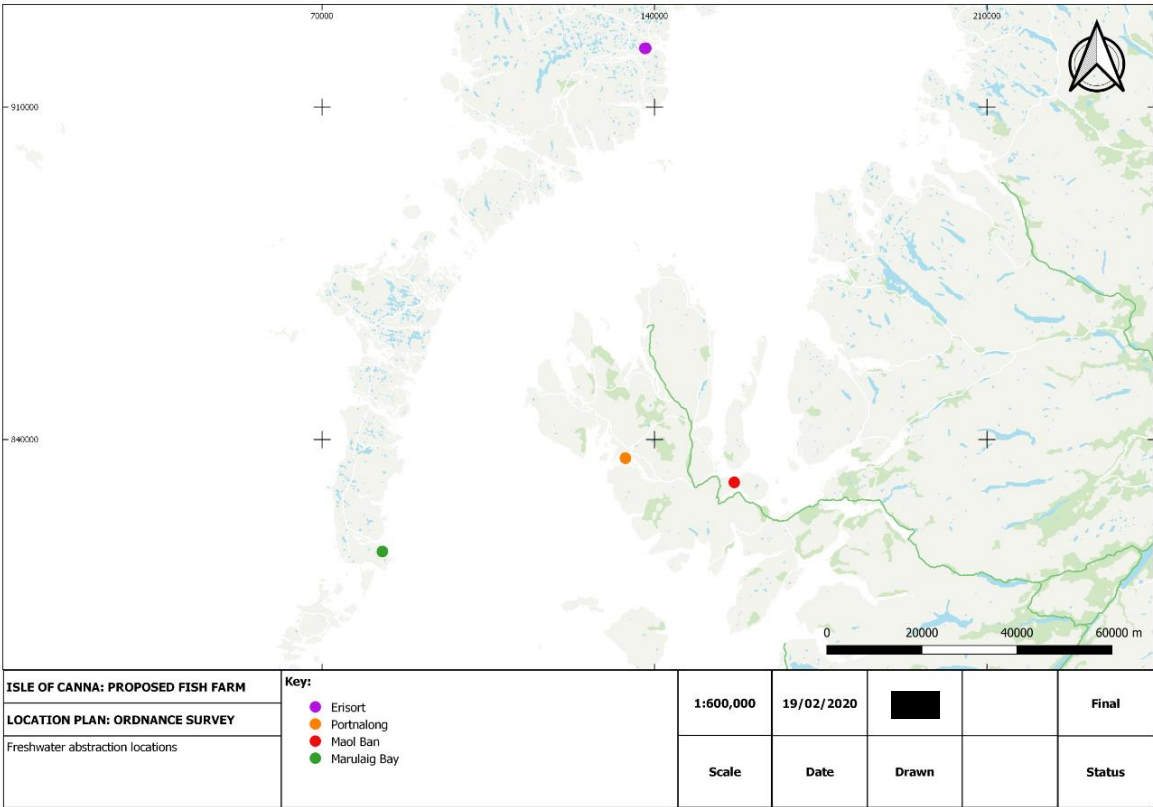 70000 140000 210000
910000
840000
0 20000 40000 60000 m
ISLE OF CANNA: PROPOSED FISH FARM
LOCATION PLAN: ORDNANCE SURVEY
Freshwater abstraction locations
Key:
Erisort
Portnalong
Maol Ban
Marulaig Bay
1:600,000 19/02/2020 Final
Scale Date Drawn Status